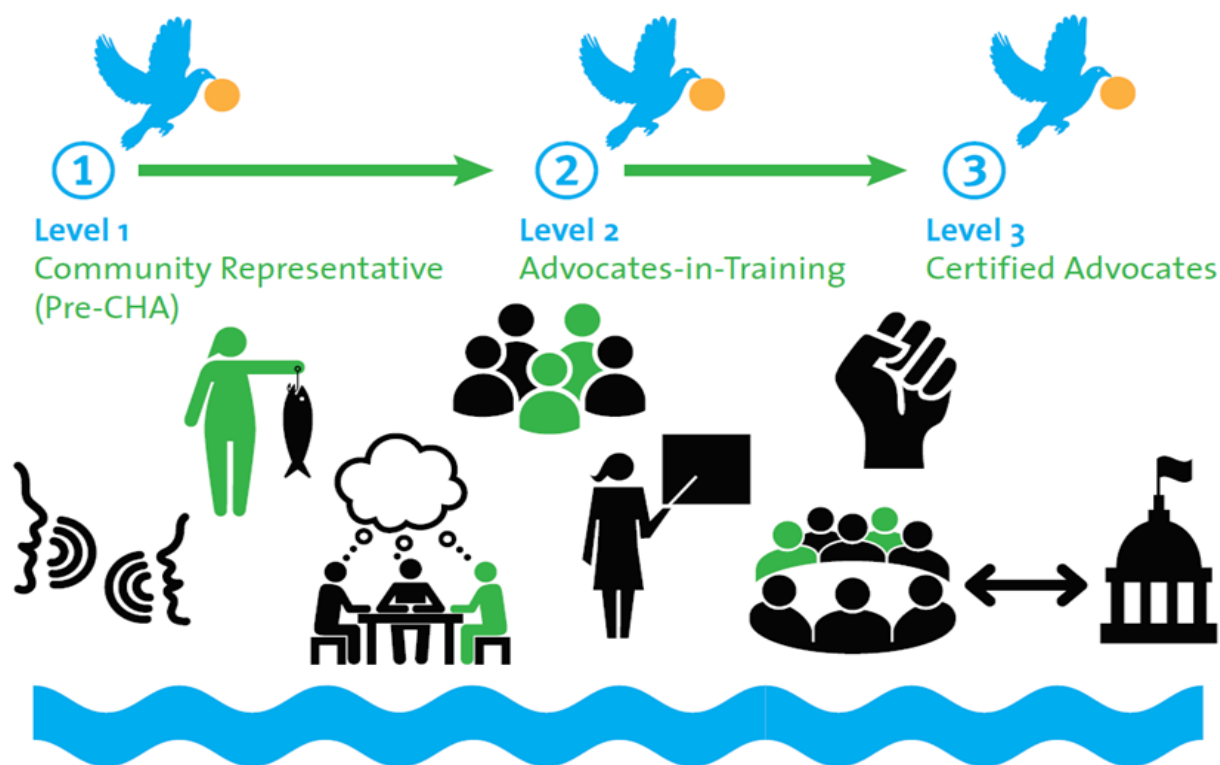 1
2
3
Level 1
Community Representative
(Pre-CHA)
Level 2
Advocates-in-Training
Level 3
Certified Advocates